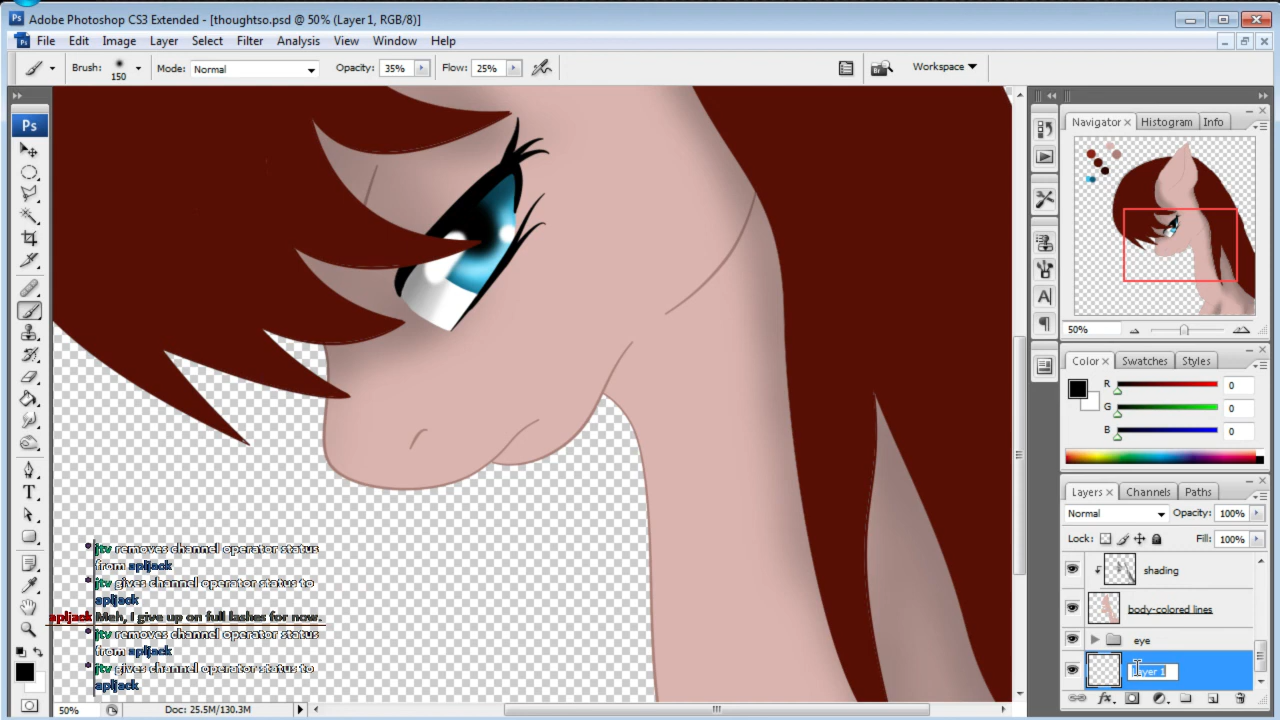 Ps Adobe Photoshop CS3 Extended - [thoughtso.psd @ 50% (Layer 1, RGB/8)]
Ps File Edit Image Layer Select Filter Analysis View Window Help
Brush: 150 Mode: Normal Opacity: 35% Flow: 25% Br Workspace
Ps
T
Navigator Histogram Info
50%
Color Swatches Styles
R 0
G 0
B 0
Layers Channels Paths
Normal Opacity: 100%
Lock: Fill: 100%
shading
body-colored lines
eye
Layer 1
fx
* jtv removes channel operator status
from apljack
* jtv gives channel operator status to
apljack
apljack Meh, I give up on full lashes for now.
* jtv removes channel operator status
from apljack
* jtv gives channel operator status to
apljack
50% Doc: 25.5M/130.3M